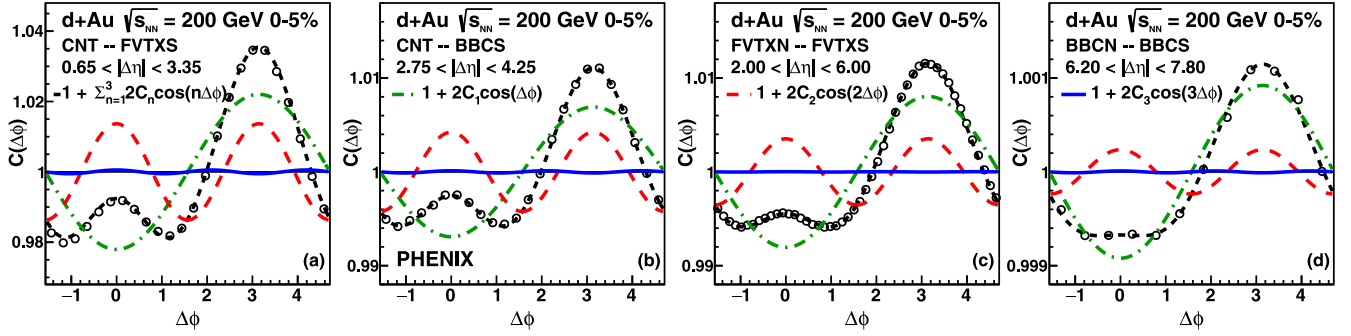 d+Au √s_NN = 200 GeV 0-5%
CNT -- FVTXS
0.65 < |Δη| < 3.35
1 + Σ³ₙ₌₁2Cₙcos(nΔϕ)
C(Δϕ)
1.04
1.02
1
0.98
−1 0 1 2 3 4
Δϕ
(a)
d+Au √s_NN = 200 GeV 0-5%
CNT -- BBCS
2.75 < |Δη| < 4.25
1 + 2C₁cos(Δϕ)
C(Δϕ)
1.01
1
0.99
PHENIX
(b)
−1 0 1 2 3 4
Δϕ
d+Au √s_NN = 200 GeV 0-5%
FVTXN -- FVTXS
2.00 < |Δη| < 6.00
1 + 2C₂cos(2Δϕ)
C(Δϕ)
1.01
1
0.99
(c)
−1 0 1 2 3 4
Δϕ
d+Au √s_NN = 200 GeV 0-5%
BBCN -- BBCS
6.20 < |Δη| < 7.80
1 + 2C₃cos(3Δϕ)
C(Δϕ)
1.001
1
0.999
(d)
−1 0 1 2 3 4
Δϕ